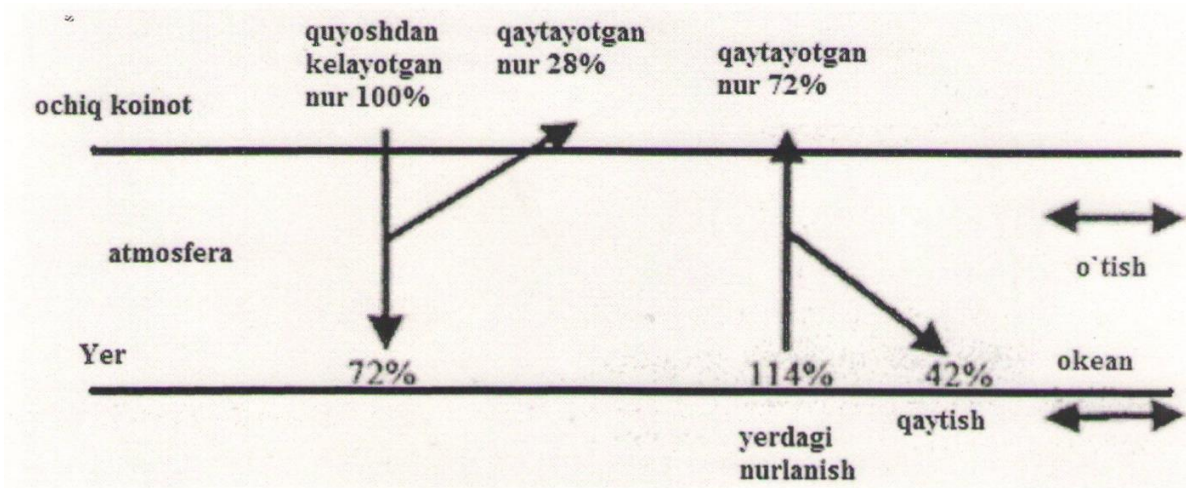 quyoshdan
kelayotgan
nur 100%
qaytayotgan
nur 28%
qaytayotgan
nur 72%
ochiq koinot
atmosfera
o`tish
Yer
72%
114%
42%
okean
qaytish
yerdagi
nurlanish